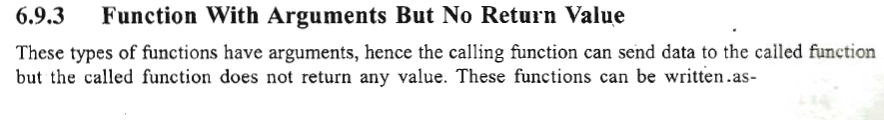 6.9.3 Function With Arguments But No Return Value
These types of functions have arguments, hence the calling function can send data to the called function
but the called function does not return any value. These functions can be written as-